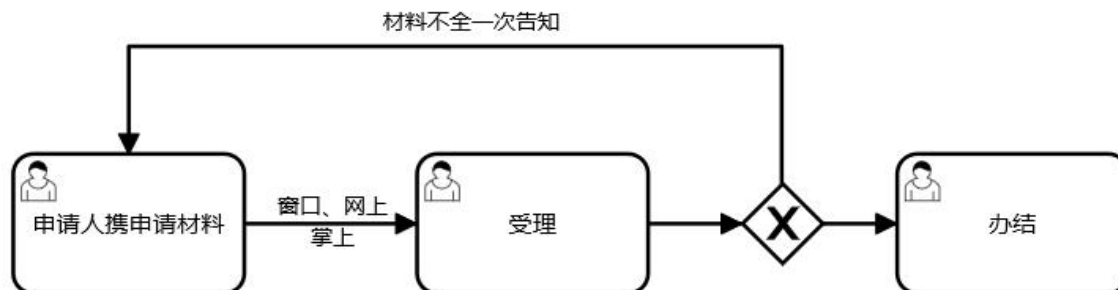 材料不全一次告知
申请人携申请材料
窗口、网上
掌上
受理
X
办结